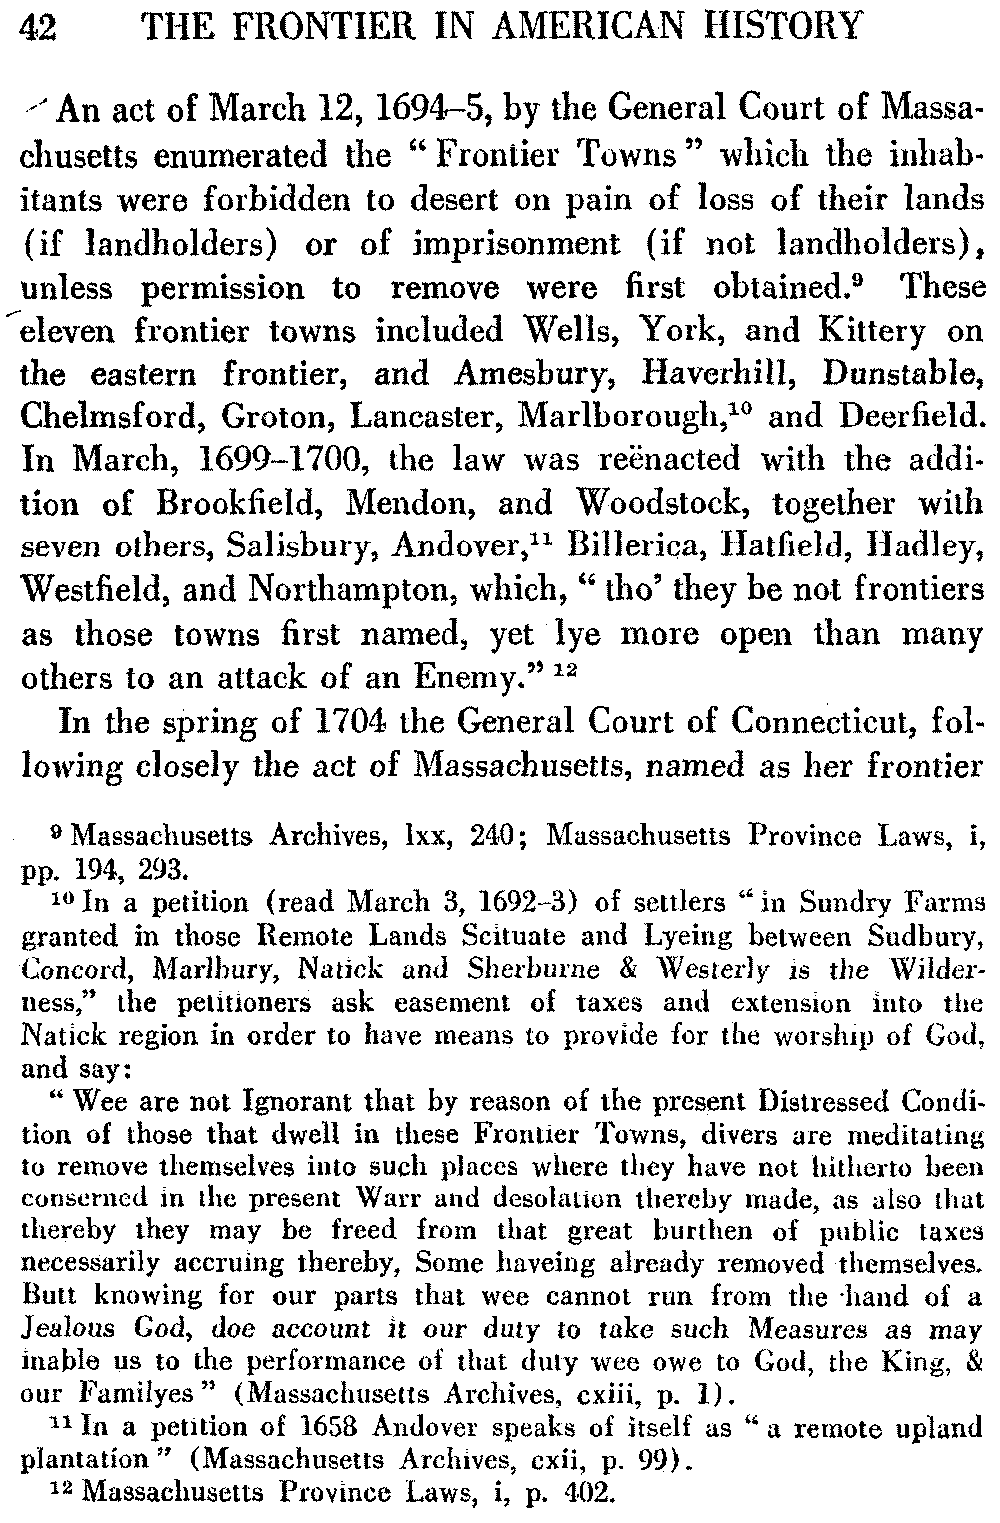 42 THE FRONTIER IN AMERICAN HISTORY
An act of March 12, 1694–5, by the General Court of Massa-
chusetts enumerated the “ Frontier Towns ” which the inhab-
itants were forbidden to desert on pain of loss of their lands
(if landholders) or of imprisonment (if not landholders),
unless permission to remove were first obtained.⁹ These
eleven frontier towns included Wells, York, and Kittery on
the eastern frontier, and Amesbury, Haverhill, Dunstable,
Chelmsford, Groton, Lancaster, Marlborough,¹⁰ and Deerfield.
In March, 1699–1700, the law was reënacted with the addi-
tion of Brookfield, Mendon, and Woodstock, together with
seven others, Salisbury, Andover,¹¹ Billerica, Hatfield, Hadley,
Westfield, and Northampton, which, “ tho’ they be not frontiers
as those towns first named, yet lye more open than many
others to an attack of an Enemy.” ¹²
In the spring of 1704 the General Court of Connecticut, fol-
lowing closely the act of Massachusetts, named as her frontier
⁹ Massachusetts Archives, lxx, 240; Massachusetts Province Laws, i,
pp. 194, 293.
¹⁰ In a petition (read March 3, 1692–3) of settlers “ in Sundry Farms
granted in those Remote Lands Scituate and Lyeing between Sudbury,
Concord, Marlbury, Natick and Sherburne & Westerly is the Wilder-
ness,” the petitioners ask easement of taxes and extension into the
Natick region in order to have means to provide for the worship of God,
and say:
“ Wee are not Ignorant that by reason of the present Distressed Condi-
tion of those that dwell in these Frontier Towns, divers are meditating
to remove themselves into such places where they have not hitherto been
conserned in the present Warr and desolation thereby made, as also that
thereby they may be freed from that great burthen of public taxes
necessarily accruing thereby, Some haveing already removed themselves.
Butt knowing for our parts that wee cannot run from the hand of a
Jealous God, doe account it our duty to take such Measures as may
inable us to the performance of that duty wee owe to God, the King, &
our Familyes ” (Massachusetts Archives, cxiii, p. 1).
¹¹ In a petition of 1658 Andover speaks of itself as “ a remote upland
plantation ” (Massachusetts Archives, cxii, p. 99).
¹² Massachusetts Province Laws, i, p. 402.